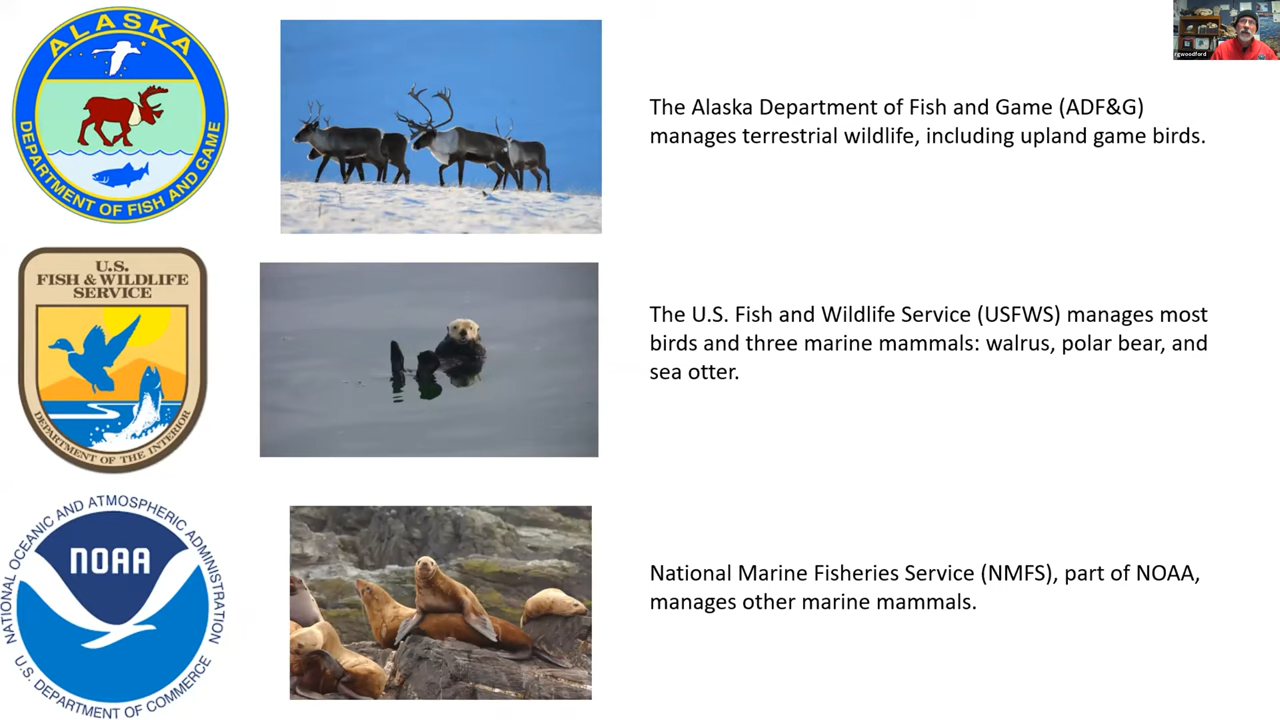 ALASKA
DEPARTMENT OF FISH AND GAME
The Alaska Department of Fish and Game (ADF&G)
manages terrestrial wildlife, including upland game birds.
rgwoodford
U.S.
FISH & WILDLIFE
SERVICE
DEPARTMENT OF THE INTERIOR
The U.S. Fish and Wildlife Service (USFWS) manages most
birds and three marine mammals: walrus, polar bear, and
sea otter.
NATIONAL OCEANIC AND ATMOSPHERIC ADMINISTRATION
NOAA
U.S. DEPARTMENT OF COMMERCE
National Marine Fisheries Service (NMFS), part of NOAA,
manages other marine mammals.